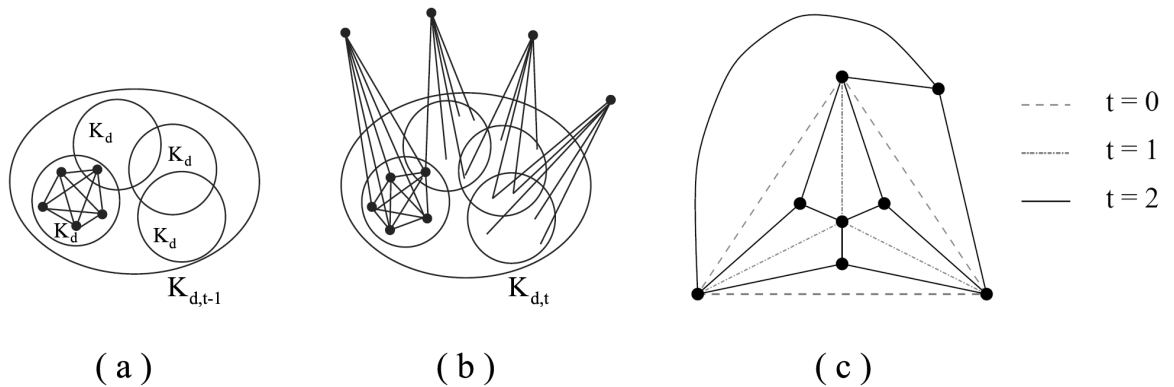 K_d
K_d
K_d
K_d
K_{d,t-1}
( a )
K_{d,t}
( b )
t = 0
t = 1
t = 2
( c )